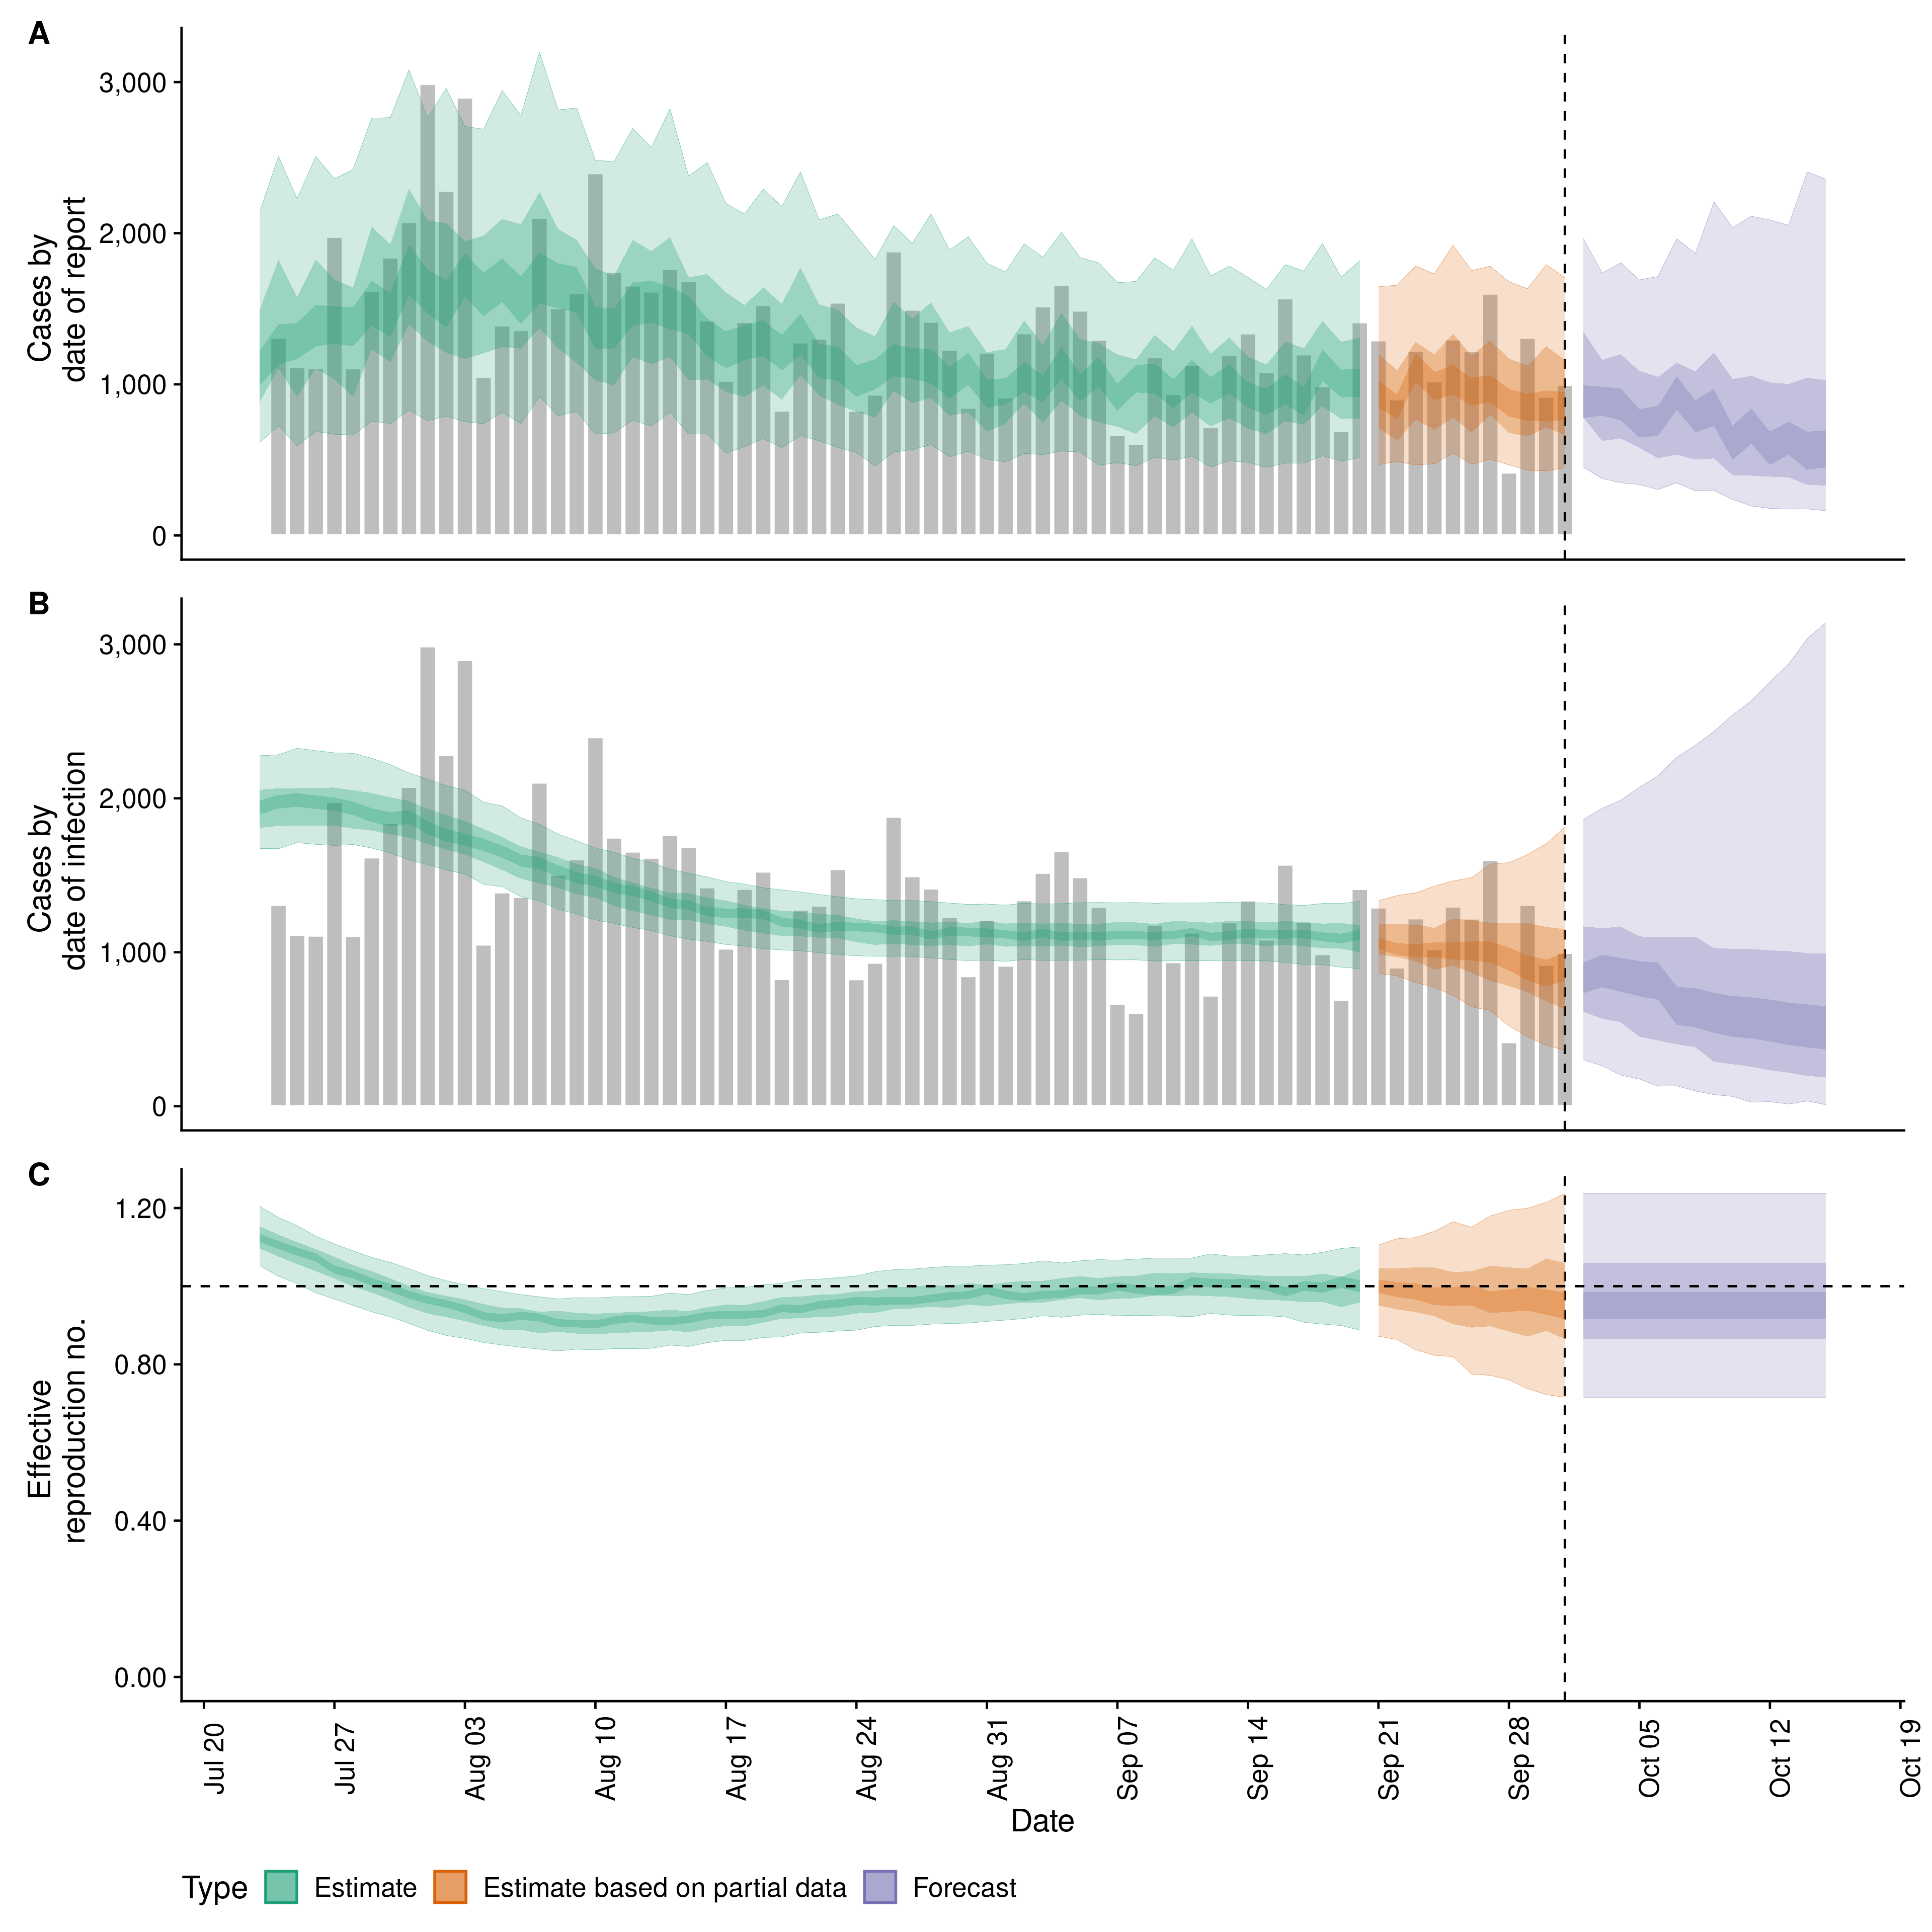 A
Cases by
date of report
3,000
2,000
1,000
0
B
Cases by
date of infection
3,000
2,000
1,000
0
C
Effective
reproduction no.
1.20
0.80
0.40
0.00
Jul 20
Jul 27
Aug 03
Aug 10
Aug 17
Aug 24
Aug 31
Sep 07
Sep 14
Sep 21
Sep 28
Oct 05
Oct 12
Oct 19
Date
Type Estimate Estimate based on partial data Forecast